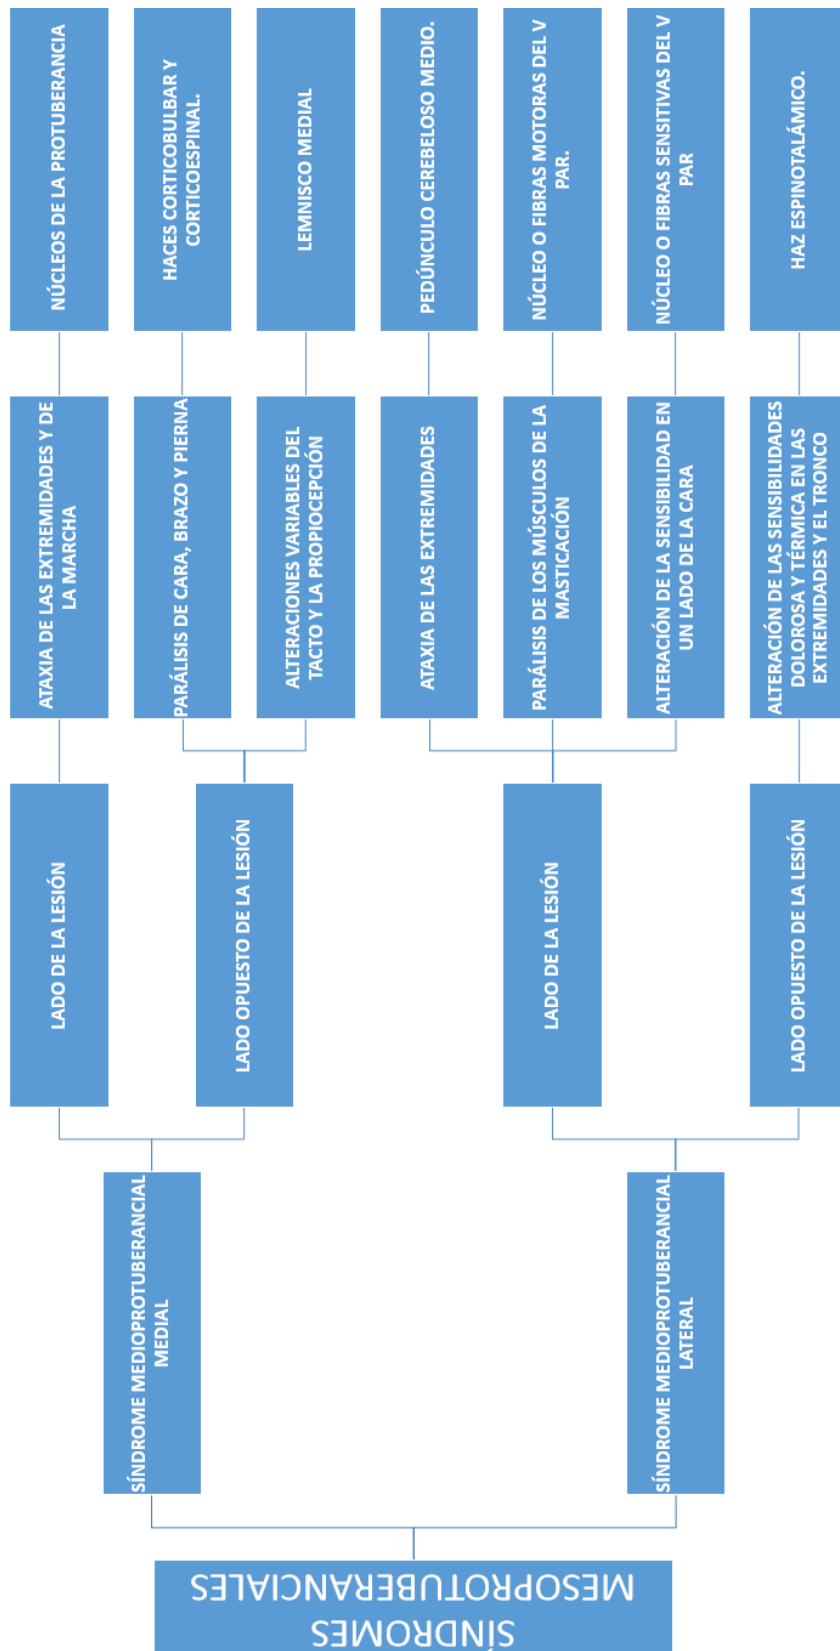 SÍNDROMES
MESOPROTUBERANCIALES
SÍNDROME MEDIOPROTUBERANCIAL
MEDIAL
LADO DE LA LESIÓN
ATAXIA DE LAS EXTREMIDADES Y DE
LA MARCHA
NÚCLEOS DE LA PROTUBERANCIA
LADO OPUESTO DE LA LESIÓN
PARÁLISIS DE CARA, BRAZO Y PIERNA
HACES CORTICOBULBAR Y
CORTICOESPINAL.
ALTERACIONES VARIABLES DEL
TACTO Y LA PROPIOCEPCIÓN
LEMNISCO MEDIAL
SÍNDROME MEDIOPROTUBERANCIAL
LATERAL
LADO DE LA LESIÓN
ATAXIA DE LAS EXTREMIDADES
PEDÚNCULO CEREBELOSO MEDIO.
PARÁLISIS DE LOS MÚSCULOS DE LA
MASTICACIÓN
NÚCLEO O FIBRAS MOTORAS DEL V
PAR.
ALTERACIÓN DE LA SENSIBILIDAD EN
UN LADO DE LA CARA
NÚCLEO O FIBRAS SENSITIVAS DEL V
PAR
LADO OPUESTO DE LA LESIÓN
ALTERACIÓN DE LAS SENSIBILIDADES
DOLOROSA Y TÉRMICA EN LAS
EXTREMIDADES Y EL TRONCO
HAZ ESPINOTALÁMICO.